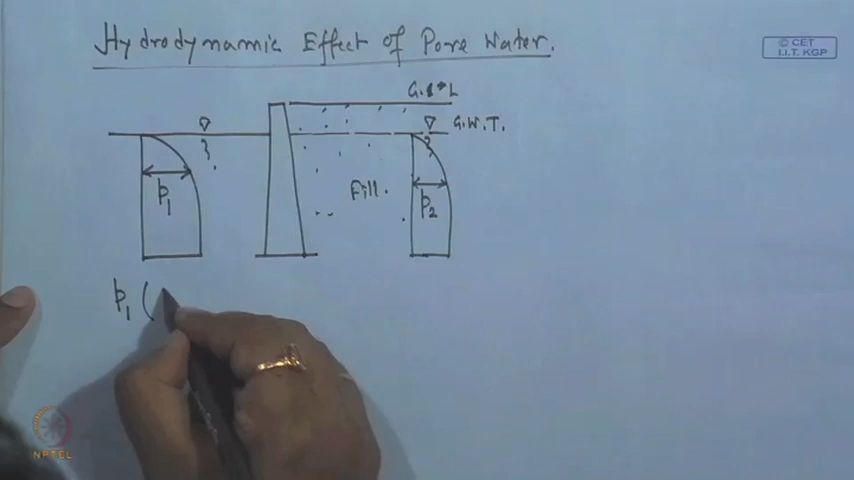 Hydrodynamic Effect of Pore Water.
© CET
I.I.T. KGP
G.W.T.
Fill.
p₁
p₂
p₁ (
NPTEL